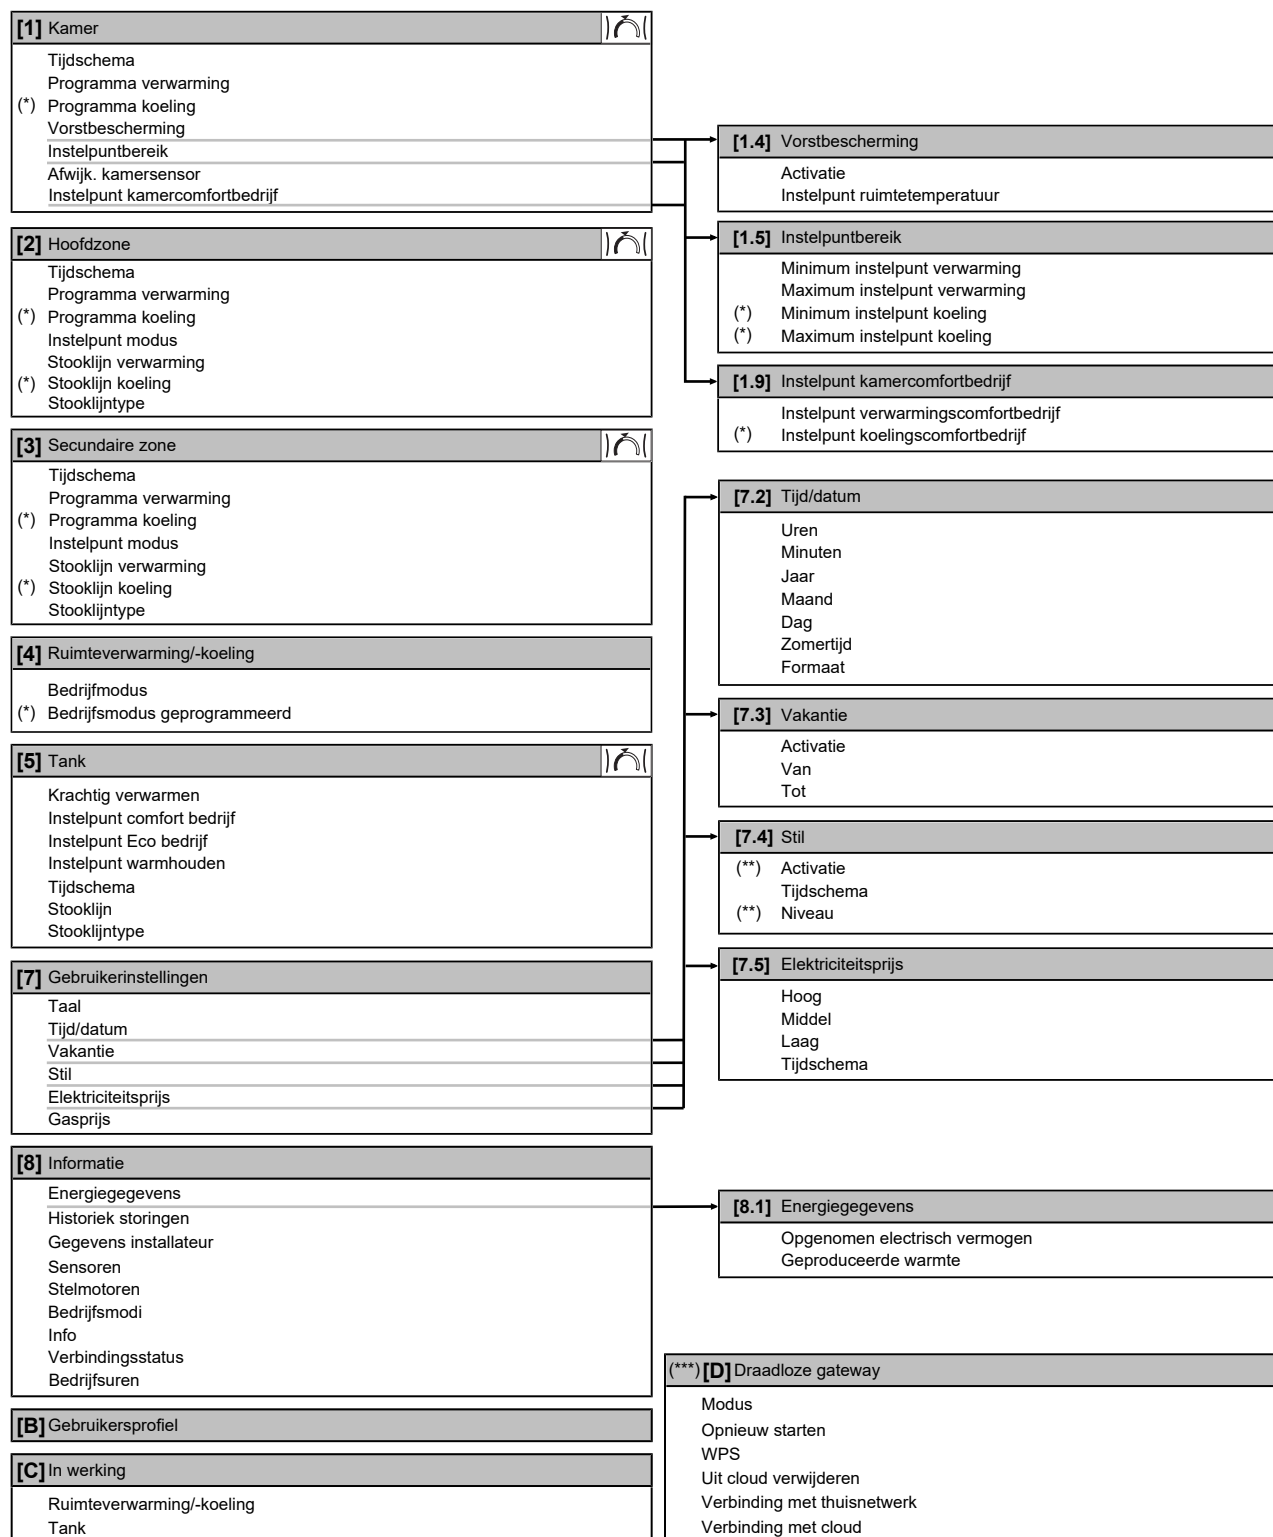 [1] Kamer
Tijdschema
Programma verwarming
(*) Programma koeling
Vorstbescherming
Instelpuntbereik
Afwijk. kamersensor
Instelpunt kamercomfortbedrijf
[2] Hoofdzone
Tijdschema
Programma verwarming
(*) Programma koeling
Instelpunt modus
Stooklijn verwarming
(*) Stooklijn koeling
Stooklijntype
[3] Secundaire zone
Tijdschema
Programma verwarming
(*) Programma koeling
Instelpunt modus
Stooklijn verwarming
(*) Stooklijn koeling
Stooklijntype
[4] Ruimteverwarming/-koeling
Bedrijfmodus
(*) Bedrijfsmodus geprogrammeerd
[5] Tank
Krachtig verwarmen
Instelpunt comfort bedrijf
Instelpunt Eco bedrijf
Instelpunt warmhouden
Tijdschema
Stooklijn
Stooklijntype
[7] Gebruikerinstellingen
Taal
Tijd/datum
Vakantie
Stil
Elektriciteitsprijs
Gasprijs
[8] Informatie
Energiegegevens
Historiek storingen
Gegevens installateur
Sensoren
Stelmotoren
Bedrijfsmodi
Info
Verbindingsstatus
Bedrijfsuren
[B] Gebruikersprofiel
[C] In werking
Ruimteverwarming/-koeling
Tank
[1.4] Vorstbescherming
Activatie
Instelpunt ruimtetemperatuur
[1.5] Instelpuntbereik
Minimum instelpunt verwarming
Maximum instelpunt verwarming
(*) Minimum instelpunt koeling
(*) Maximum instelpunt koeling
[1.9] Instelpunt kamercomfortbedrijf
Instelpunt verwarmingscomfortbedrijf
(*) Instelpunt koelingscomfortbedrijf
[7.2] Tijd/datum
Uren
Minuten
Jaar
Maand
Dag
Zomertijd
Formaat
[7.3] Vakantie
Activatie
Van
Tot
[7.4] Stil
(**) Activatie
Tijdschema
(**) Niveau
[7.5] Elektriciteitsprijs
Hoog
Middel
Laag
Tijdschema
[8.1] Energiegegevens
Opgenomen electrisch vermogen
Geproduceerde warmte
(***) [D] Draadloze gateway
Modus
Opnieuw starten
WPS
Uit cloud verwijderen
Verbinding met thuisnetwerk
Verbinding met cloud